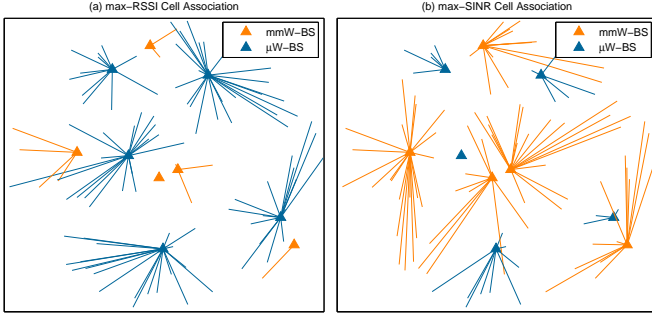 (a) max−RSSI Cell Association
mmW−BS
μW−BS
(b) max−SINR Cell Association
mmW−BS
μW−BS